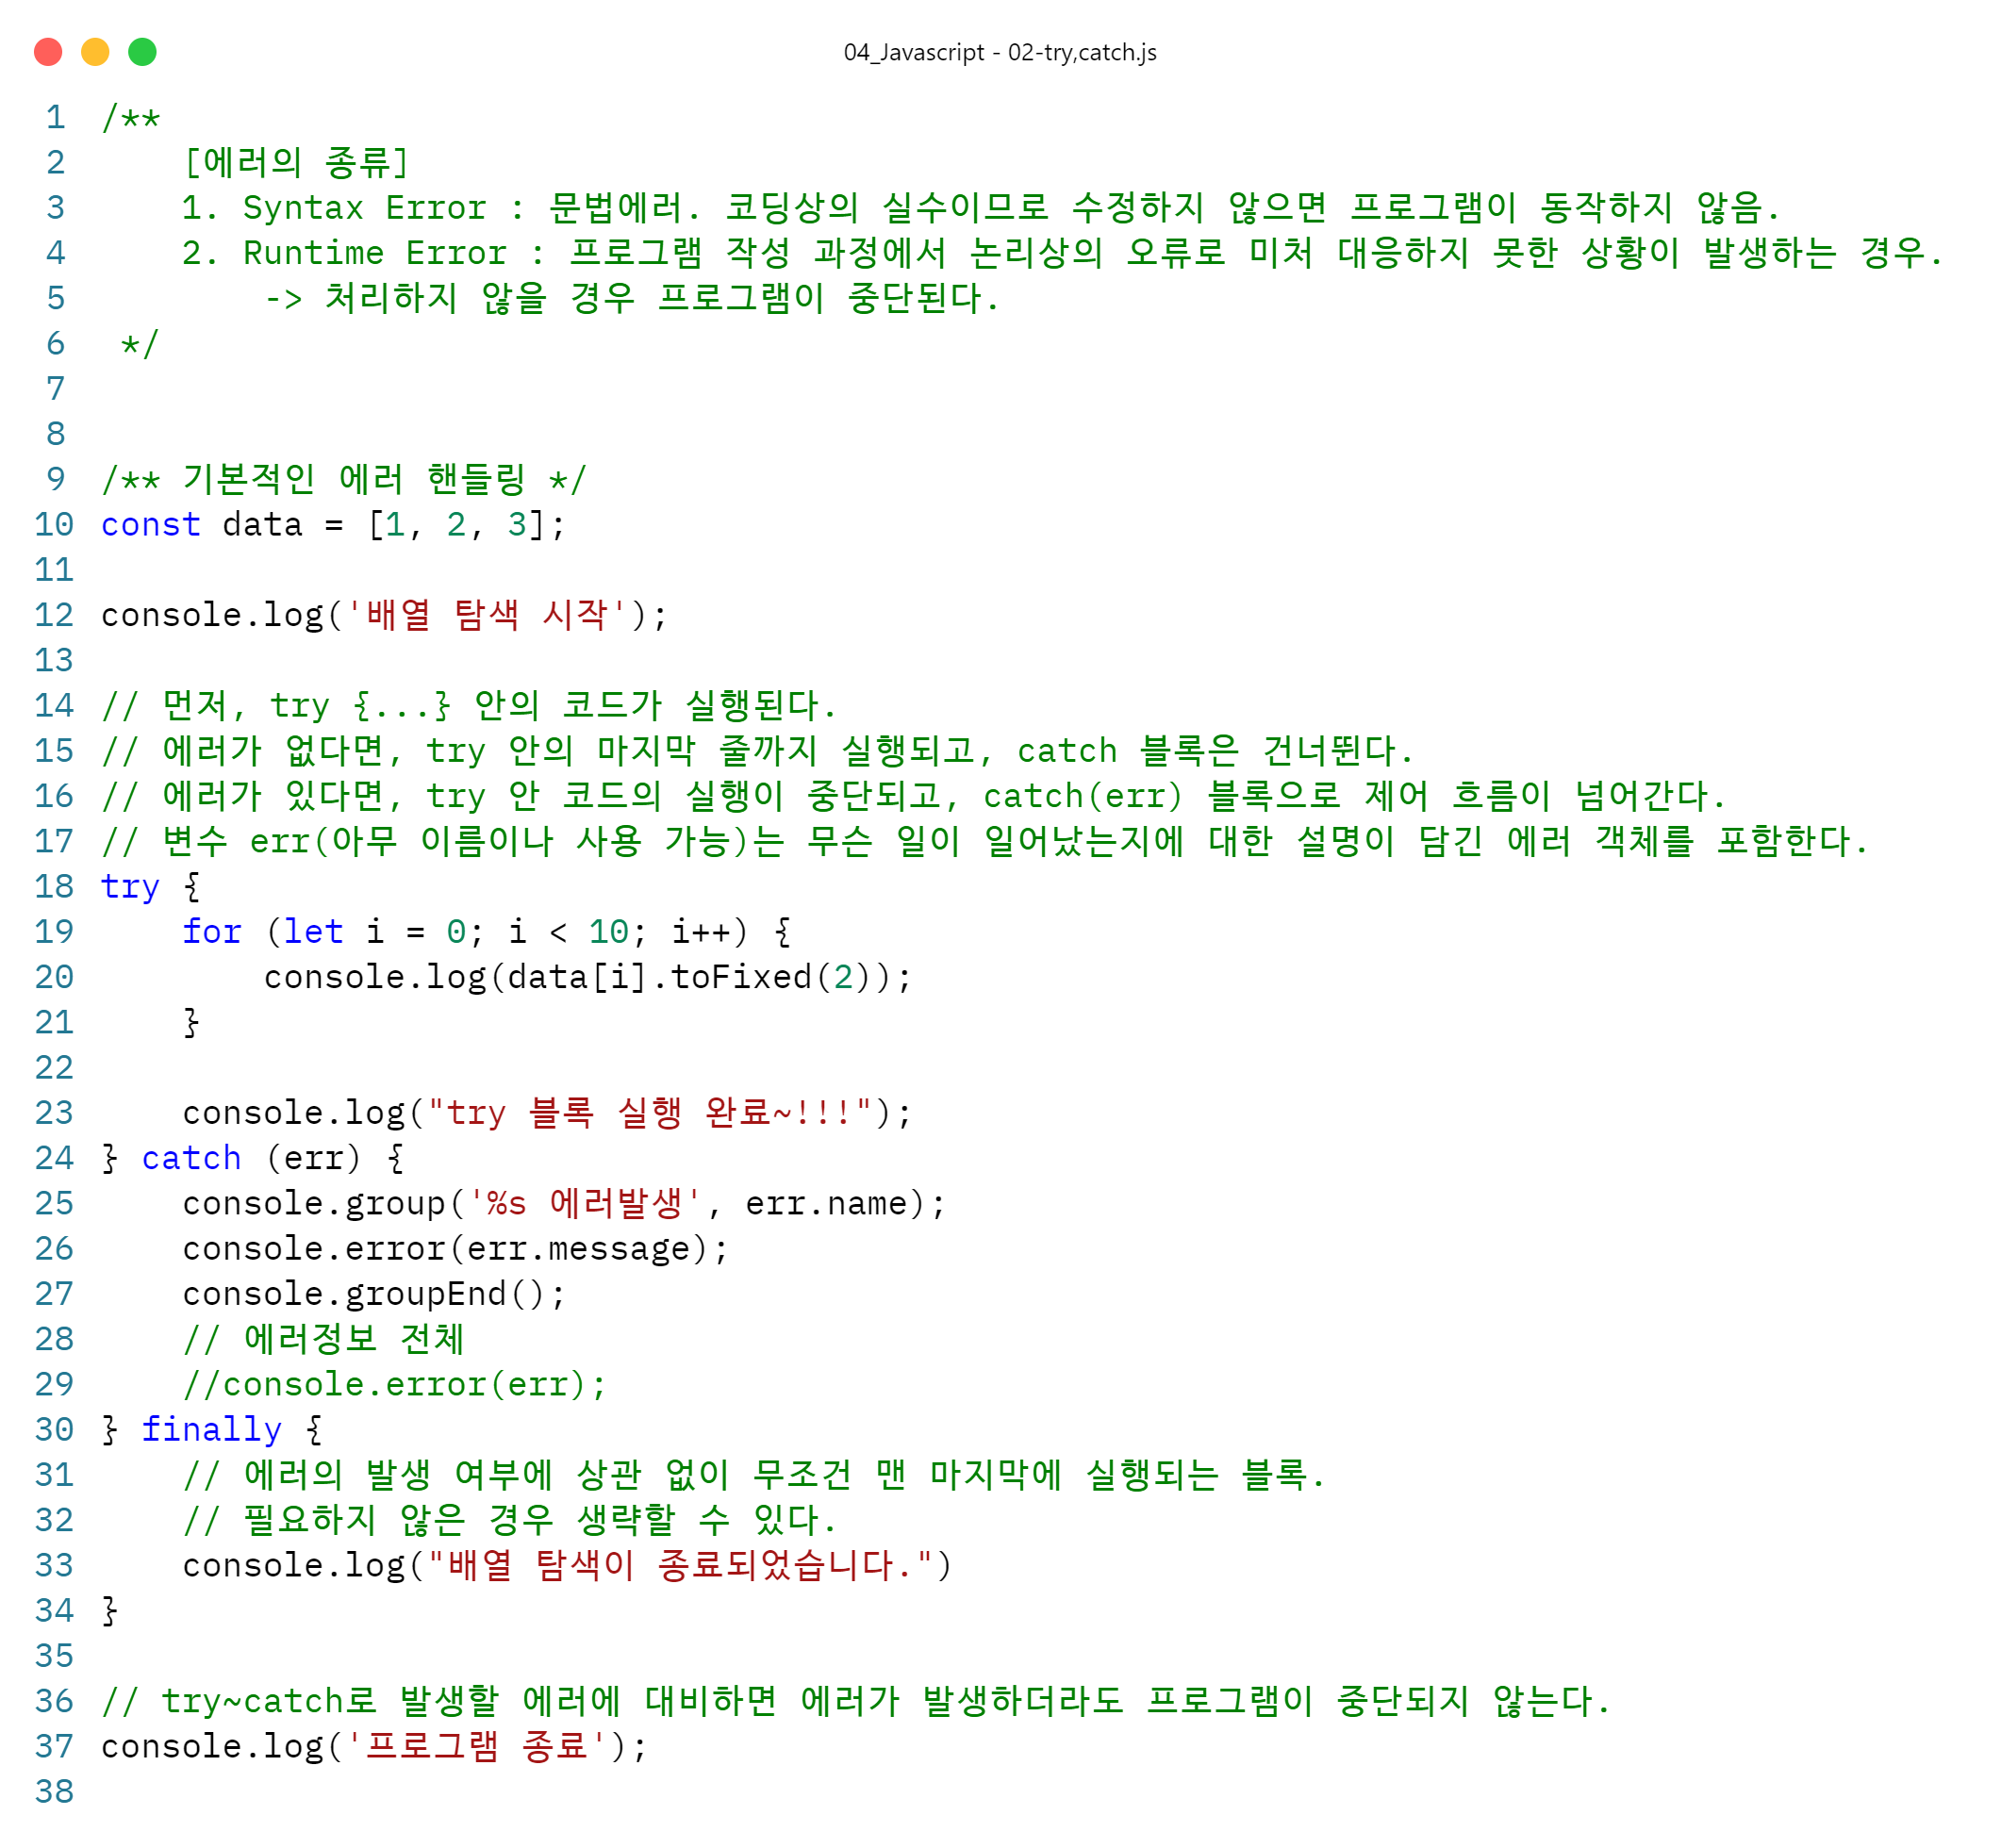 04_Javascript - 02-try,catch.js
1 /**
2     [에러의 종류]
3     1. Syntax Error : 문법에러. 코딩상의 실수이므로 수정하지 않으면 프로그램이 동작하지 않음.
4     2. Runtime Error : 프로그램 작성 과정에서 논리상의 오류로 미처 대응하지 못한 상황이 발생하는 경우.
5         -> 처리하지 않을 경우 프로그램이 중단된다.
6  */
7
8
9 /** 기본적인 에러 핸들링 */
10 const data = [1, 2, 3];
11
12 console.log('배열 탐색 시작');
13
14 // 먼저, try {...} 안의 코드가 실행된다.
15 // 에러가 없다면, try 안의 마지막 줄까지 실행되고, catch 블록은 건너뛴다.
16 // 에러가 있다면, try 안 코드의 실행이 중단되고, catch(err) 블록으로 제어 흐름이 넘어간다.
17 // 변수 err(아무 이름이나 사용 가능)는 무슨 일이 일어났는지에 대한 설명이 담긴 에러 객체를 포함한다.
18 try {
19     for (let i = 0; i < 10; i++) {
20         console.log(data[i].toFixed(2));
21     }
22
23     console.log("try 블록 실행 완료~!!!");
24 } catch (err) {
25     console.group('%s 에러발생', err.name);
26     console.error(err.message);
27     console.groupEnd();
28     // 에러정보 전체
29     //console.error(err);
30 } finally {
31     // 에러의 발생 여부에 상관 없이 무조건 맨 마지막에 실행되는 블록.
32     // 필요하지 않은 경우 생략할 수 있다.
33     console.log("배열 탐색이 종료되었습니다.")
34 }
35
36 // try~catch로 발생할 에러에 대비하면 에러가 발생하더라도 프로그램이 중단되지 않는다.
37 console.log('프로그램 종료');
38